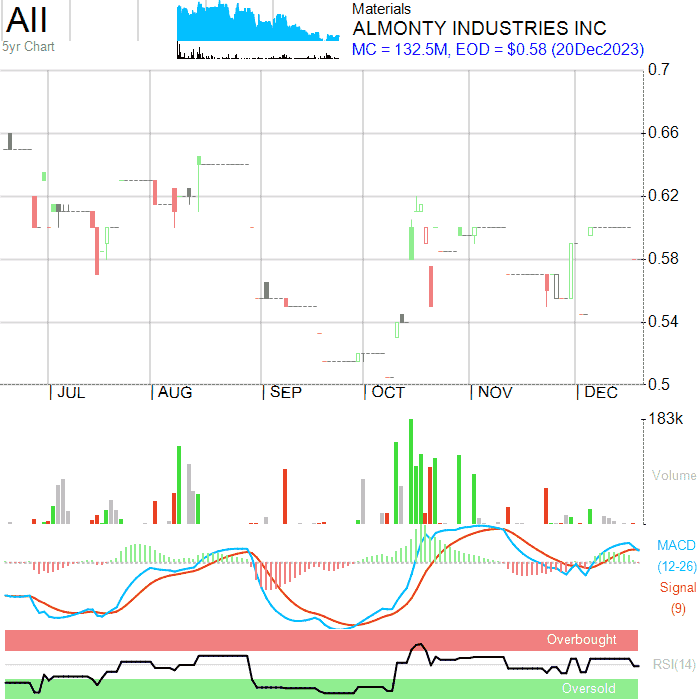 AII
5yr Chart
Materials
ALMONTY INDUSTRIES INC
MC = 132.5M, EOD = $0.58 (20Dec2023)
0.7
0.66
0.62
0.58
0.54
0.5
JUL AUG SEP OCT NOV DEC
183k
Volume
MACD
(12-26)
Signal
(9)
Overbought
RSI(14)
Oversold